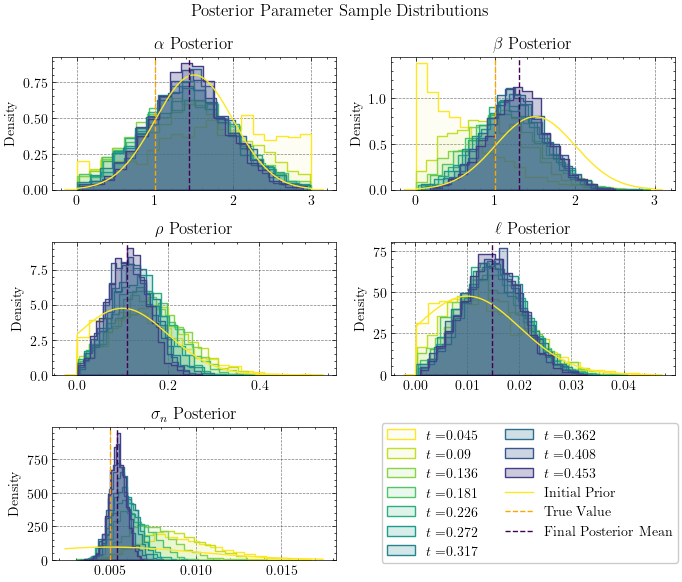 Posterior Parameter Sample Distributions
α Posterior
Density
0.75
0.50
0.25
0.00
0
1
2
3
β Posterior
Density
1.0
0.5
0.0
0
1
2
3
ρ Posterior
Density
7.5
5.0
2.5
0.0
0.0
0.2
0.4
ℓ Posterior
Density
75
50
25
0
0.00
0.01
0.02
0.03
0.04
σₙ Posterior
Density
750
500
250
0
0.005
0.010
0.015
t =0.045
t =0.09
t =0.136
t =0.181
t =0.226
t =0.272
t =0.317
t =0.362
t =0.408
t =0.453
Initial Prior
True Value
Final Posterior Mean